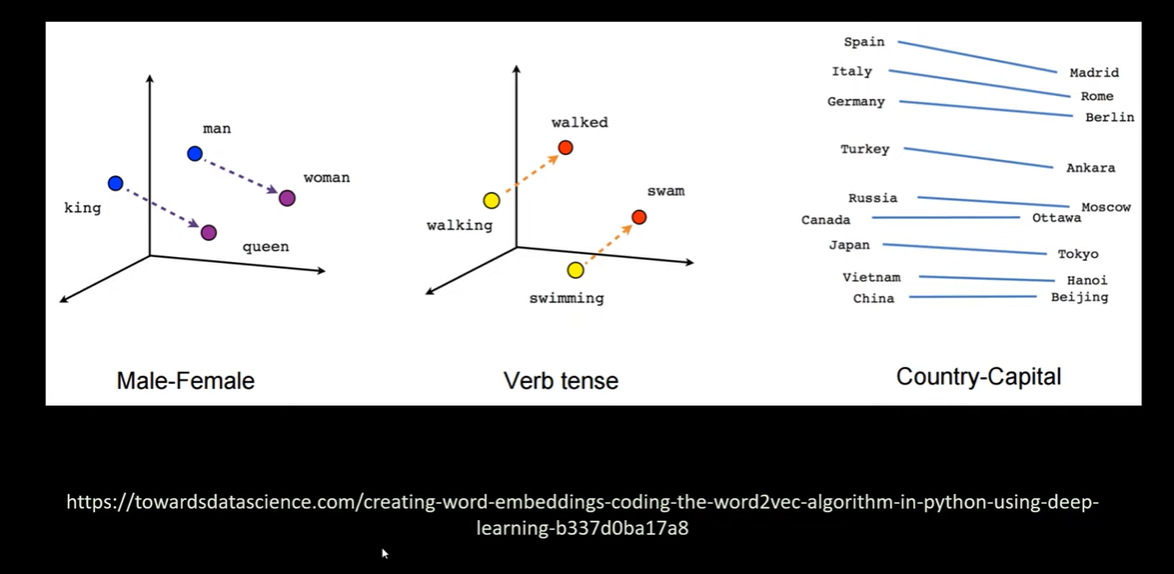 man
woman
king
queen
Male-Female
walked
swam
walking
swimming
Verb tense
Spain Madrid
Italy Rome
Germany Berlin
Turkey Ankara
Russia Moscow
Canada Ottawa
Japan Tokyo
Vietnam Hanoi
China Beijing
Country-Capital
https://towardsdatascience.com/creating-word-embeddings-coding-the-word2vec-algorithm-in-python-using-deep-
learning-b337d0ba17a8